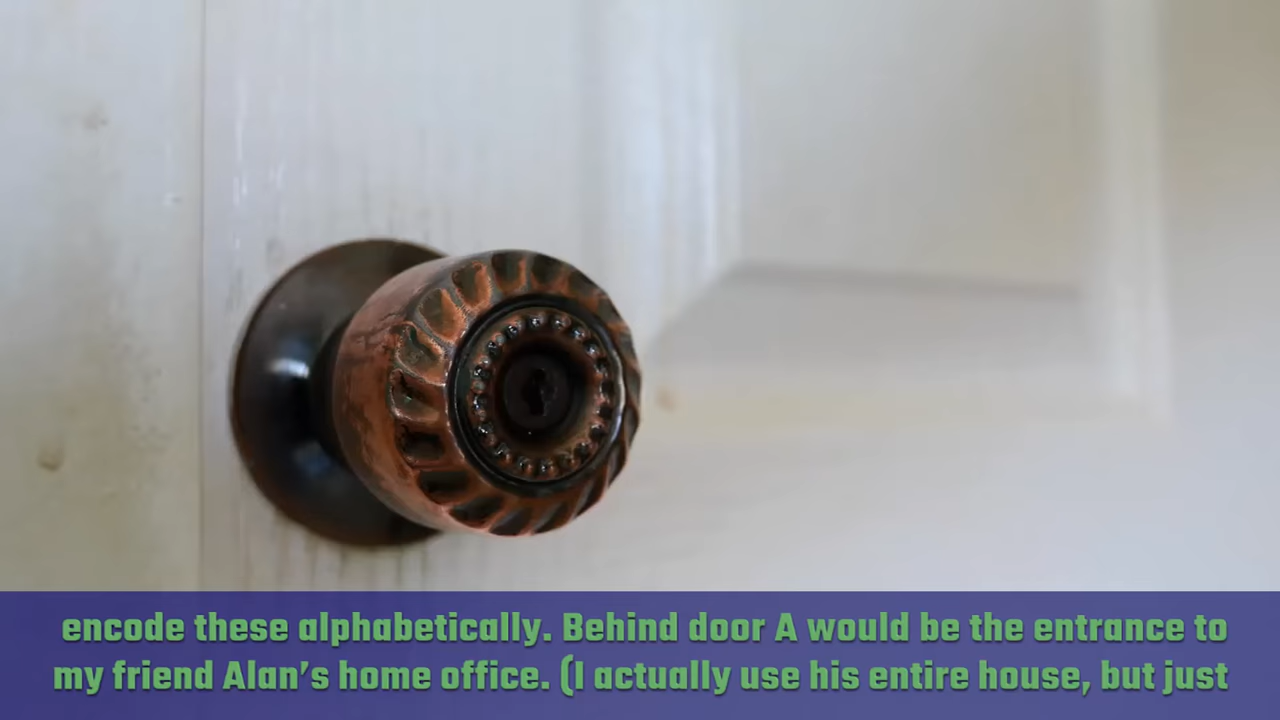 encode these alphabetically. Behind door A would be the entrance to
my friend Alan’s home office. (I actually use his entire house, but just